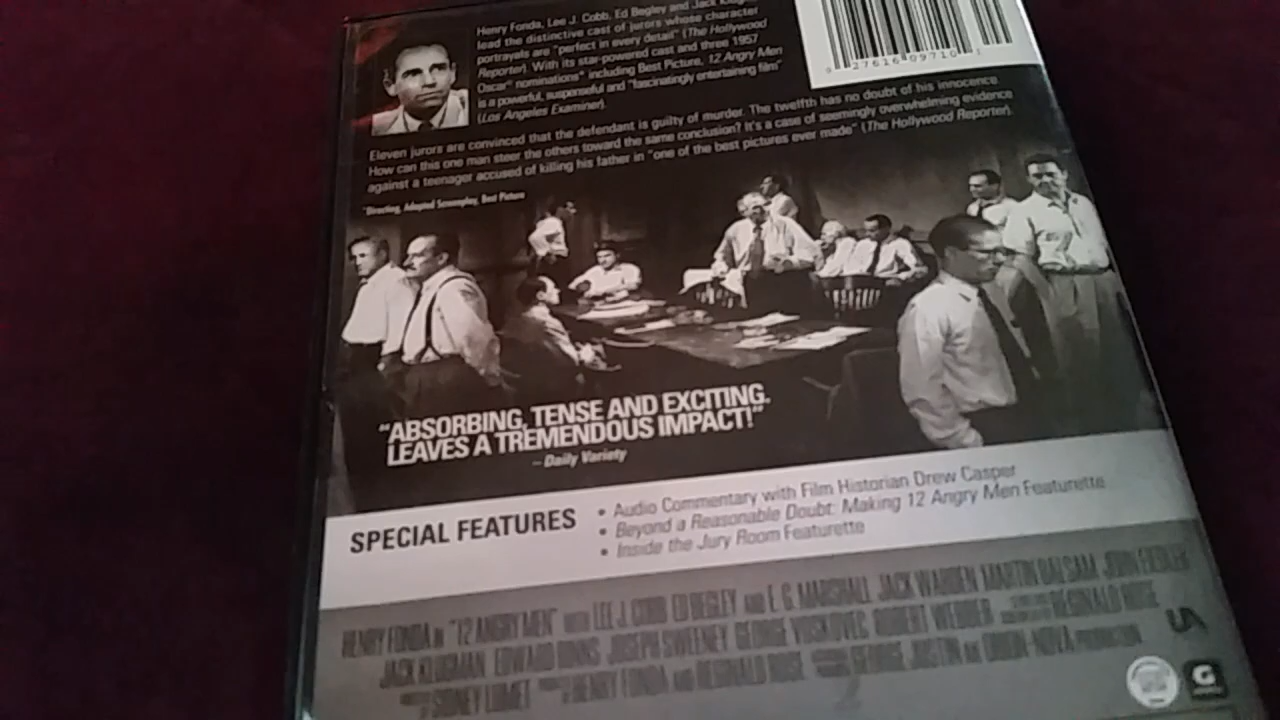 Henry Fonda, Lee J. Cobb, Ed Begley and Jack
lead the distinctive cast of jurors whose character
portrayals are "perfect in every detail" (The Hollywood
Reporter). With its star-powered cast and three 1957
Oscar® nominations* including Best Picture, 12 Angry Men
is a powerful, suspenseful and "fascinatingly entertaining film"
(Los Angeles Examiner).
27616 09710
Eleven jurors are convinced that the defendant is guilty of murder. The twelfth has no doubt of his innocence.
How can this one man steer the others toward the same conclusion? It's a case of seemingly overwhelming evidence
against a teenager accused of killing his father in "one of the best pictures ever made" (The Hollywood Reporter).
*Directing, Adapted Screenplay, Best Picture
"ABSORBING, TENSE AND EXCITING.
LEAVES A TREMENDOUS IMPACT!"
– Daily Variety
SPECIAL FEATURES
• Audio Commentary with Film Historian Drew Casper
• Beyond a Reasonable Doubt: Making 12 Angry Men Featurette
• Inside the Jury Room Featurette
HENRY FONDA in "12 ANGRY MEN" with LEE J. COBB ED BEGLEY AND E. G. MARSHALL JACK WARDEN MARTIN BALSAM JOHN FIEDLER
JACK KLUGMAN EDWARD BINNS JOSEPH SWEENEY GEORGE VOSKOVEC ROBERT WEBBER REGINALD ROSE
SIDNEY LUMET HENRY FONDA AND REGINALD ROSE GEORGE JUSTIN AN ORION-NOVA PRODUCTION
UA
G